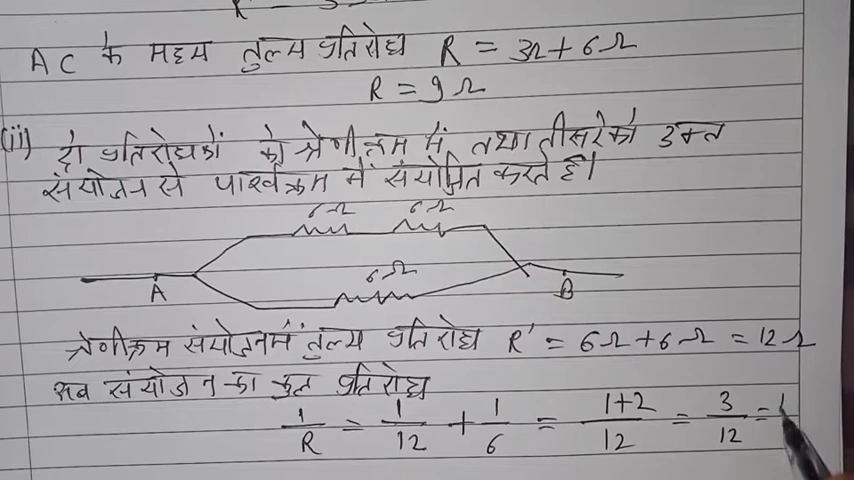 AC के मध्य तुल्य प्रतिरोध R = 3Ω + 6Ω
R = 9Ω
(ii) दो प्रतिरोधकों को श्रेणीक्रम में तथा तीसरे को उक्त
संयोजन से पार्श्वक्रम में संयोजित करते हैं।
6Ω 6Ω
6Ω
A B
श्रेणीक्रम संयोजन में तुल्य प्रतिरोध R' = 6Ω + 6Ω = 12Ω
अब संयोजन का कुल प्रतिरोध
1/R = 1/12 + 1/6 = 1+2/12 = 3/12 = 1